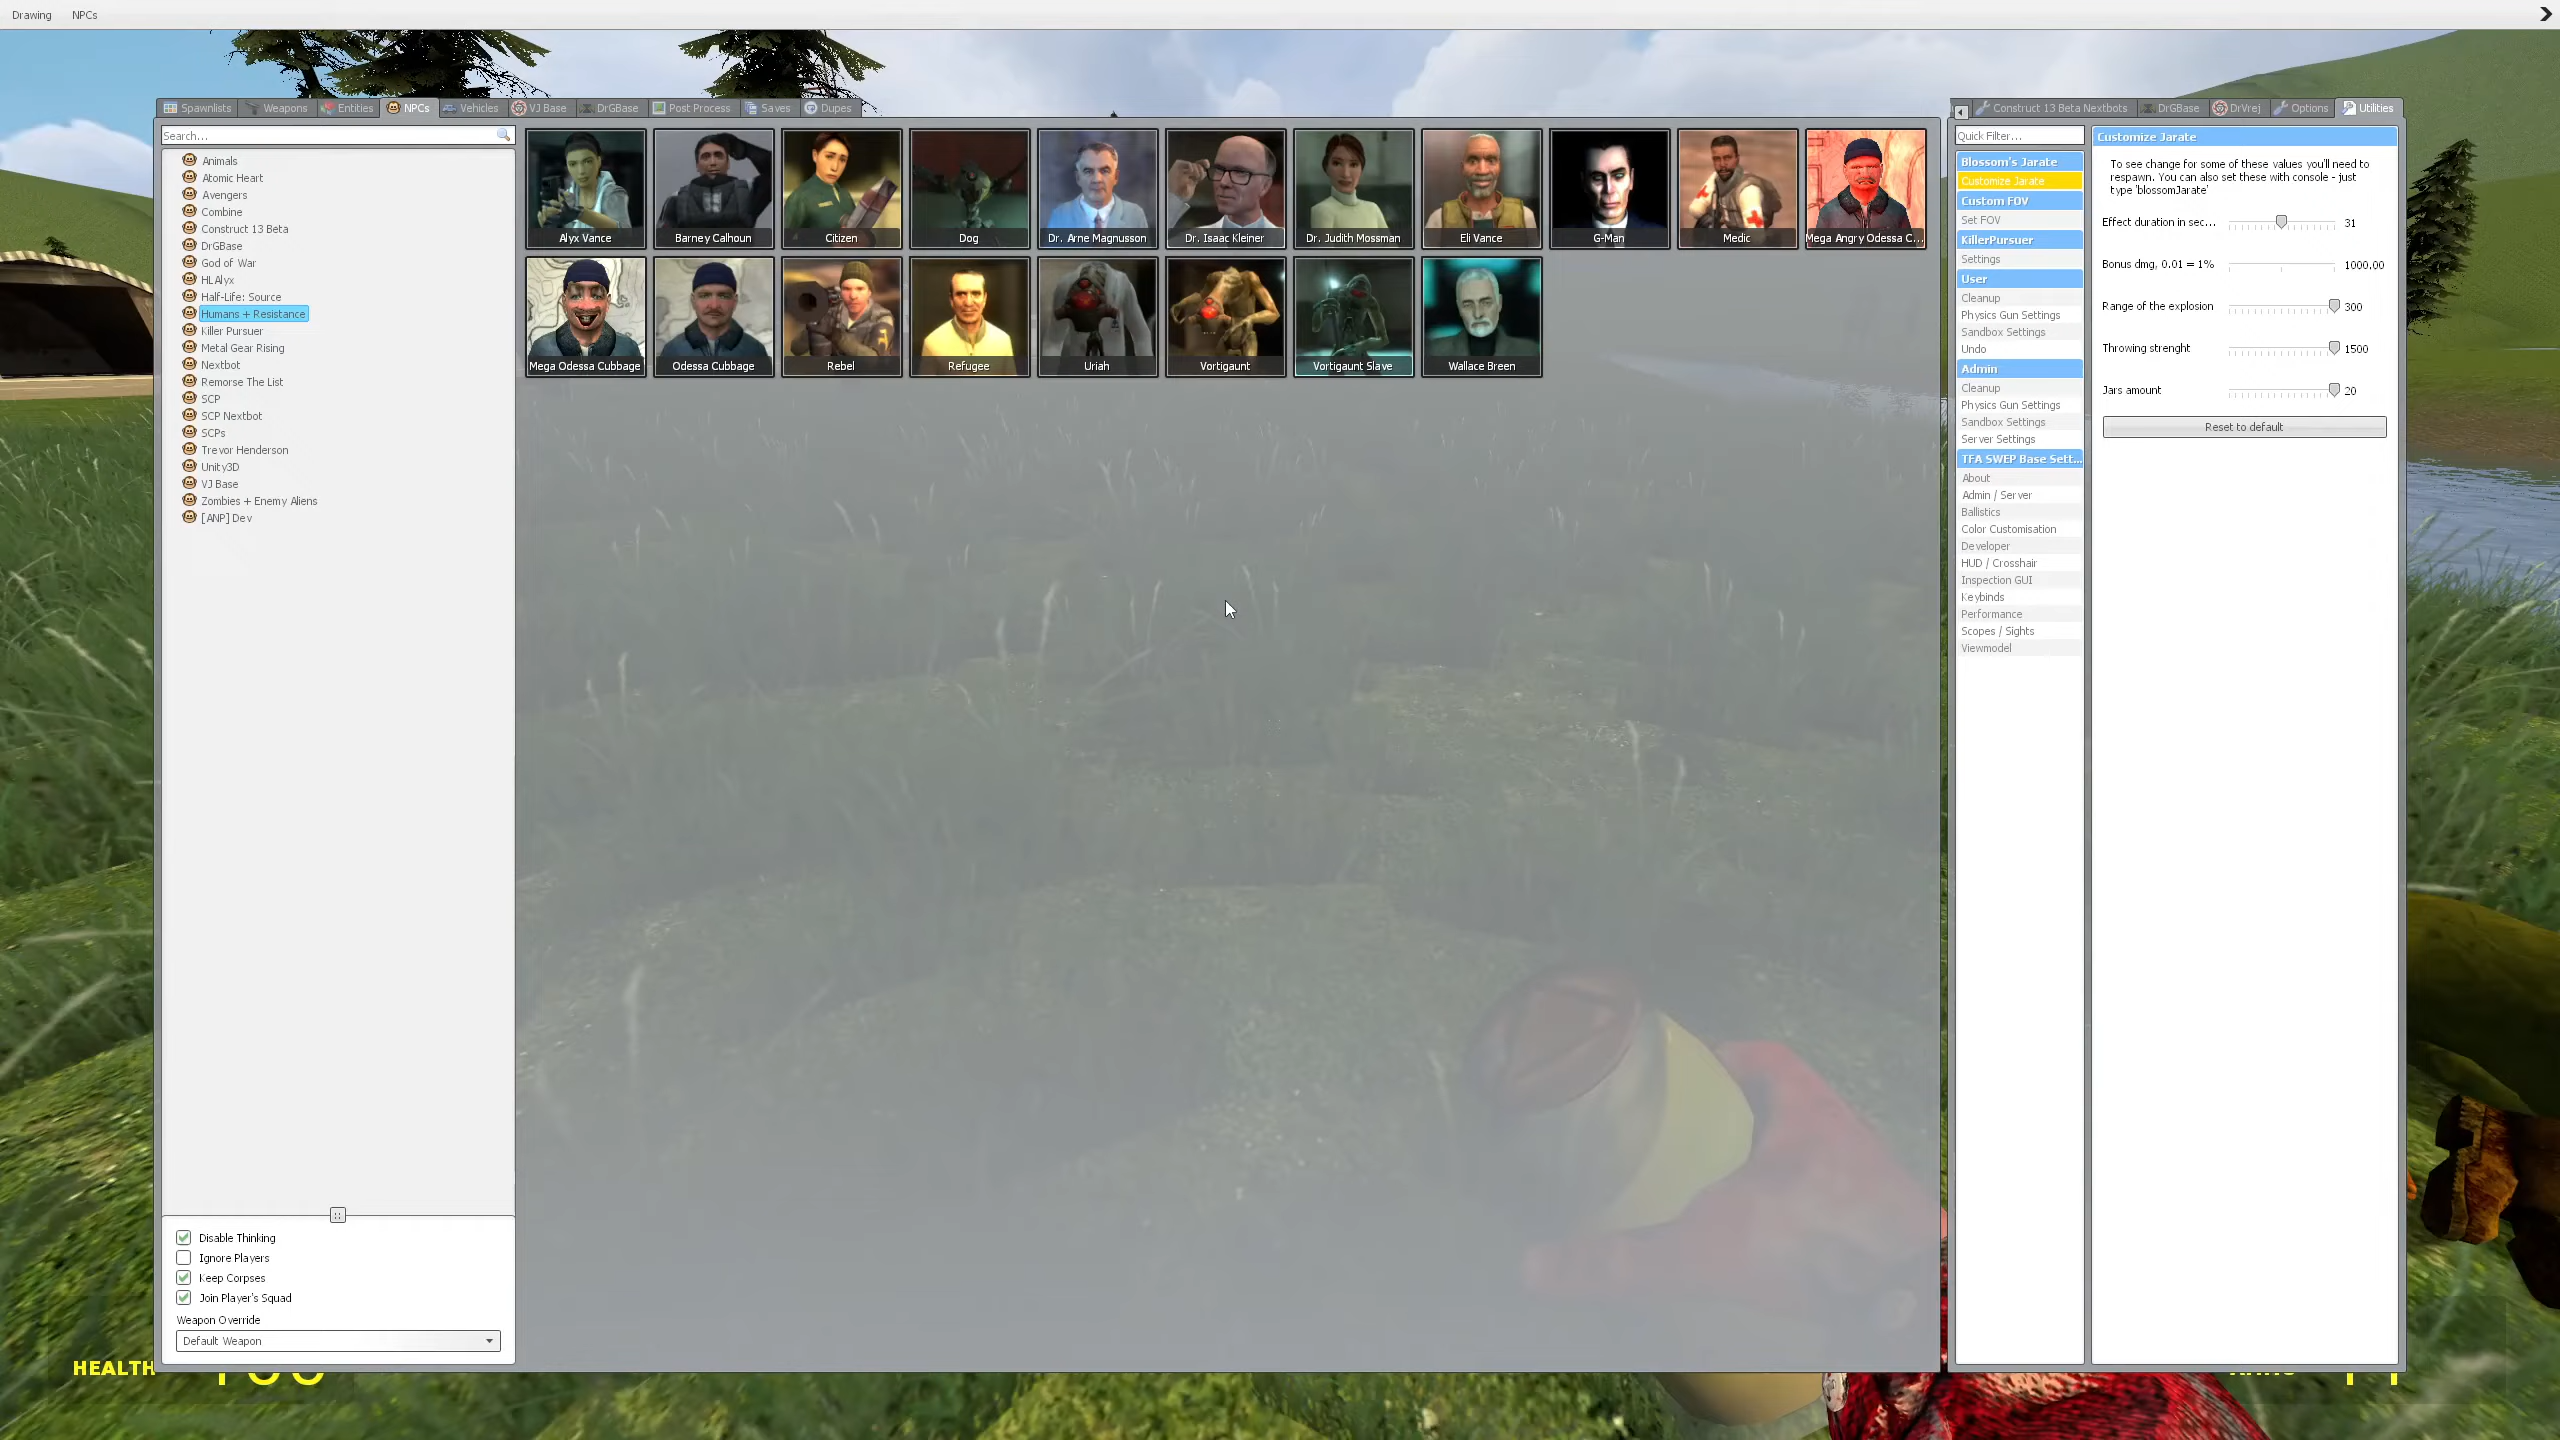 Drawing NPCs
Spawnlists Weapons Entities NPCs Vehicles VJ Base DrGBase Post Process Saves Dupes
Search...
Animals
Atomic Heart
Avengers
Combine
Construct 13 Beta
DrGBase
God of War
HLAlyx
Half-Life: Source
Humans + Resistance
Killer Pursuer
Metal Gear Rising
Nextbot
Remorse The List
SCP
SCP Nextbot
SCPs
Trevor Henderson
Unity3D
VJ Base
Zombies + Enemy Aliens
[ANP] Dev
Disable Thinking
Ignore Players
Keep Corpses
Join Player's Squad
Weapon Override
Default Weapon
Alyx Vance
Barney Calhoun
Citizen
Dog
Dr. Arne Magnusson
Dr. Isaac Kleiner
Dr. Judith Mossman
Eli Vance
G-Man
Medic
Mega Angry Odessa C...
Mega Odessa Cubbage
Odessa Cubbage
Rebel
Refugee
Uriah
Vortigaunt
Vortigaunt Slave
Wallace Breen
Construct 13 Beta Nextbots DrGBase DrVrej Options Utilities
Quick Filter...
Blossom's Jarate
Customize Jarate
Custom FOV
Set FOV
KillerPursuer
Settings
User
Cleanup
Physics Gun Settings
Sandbox Settings
Undo
Admin
Cleanup
Physics Gun Settings
Sandbox Settings
Server Settings
TFA SWEP Base Sett...
About
Admin / Server
Ballistics
Color Customisation
Developer
HUD / Crosshair
Inspection GUI
Keybinds
Performance
Scopes / Sights
Viewmodel
Customize Jarate
To see change for some of these values you'll need to
respawn. You can also set these with console - just
type 'blossomJarate'
Effect duration in sec... 31
Bonus dmg, 0.01 = 1% 1000.00
Range of the explosion 300
Throwing strenght 1500
Jars amount 20
Reset to default
HEALTH